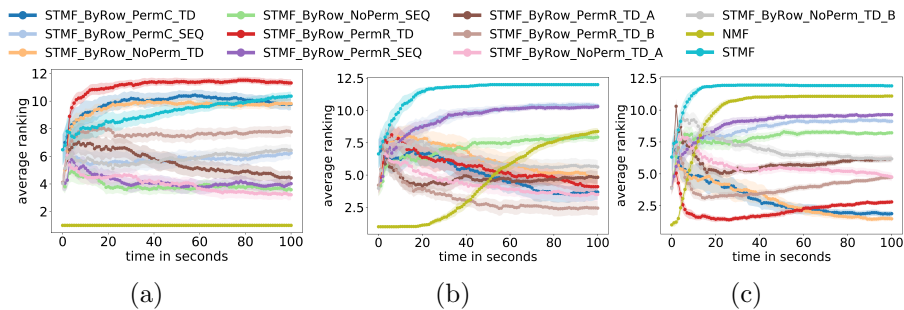 STMF_ByRow_PermC_TD STMF_ByRow_NoPerm_SEQ STMF_ByRow_PermR_TD_A STMF_ByRow_NoPerm_TD_B
STMF_ByRow_PermC_SEQ STMF_ByRow_PermR_TD STMF_ByRow_PermR_TD_B NMF
STMF_ByRow_NoPerm_TD STMF_ByRow_PermR_SEQ STMF_ByRow_NoPerm_TD_A STMF
12
10
8
6
4
2
average ranking
0 20 40 60 80 100
time in seconds
(a)
12.5
10.0
7.5
5.0
2.5
average ranking
0 20 40 60 80 100
time in seconds
(b)
12.5
10.0
7.5
5.0
2.5
average ranking
0 20 40 60 80 100
time in seconds
(c)